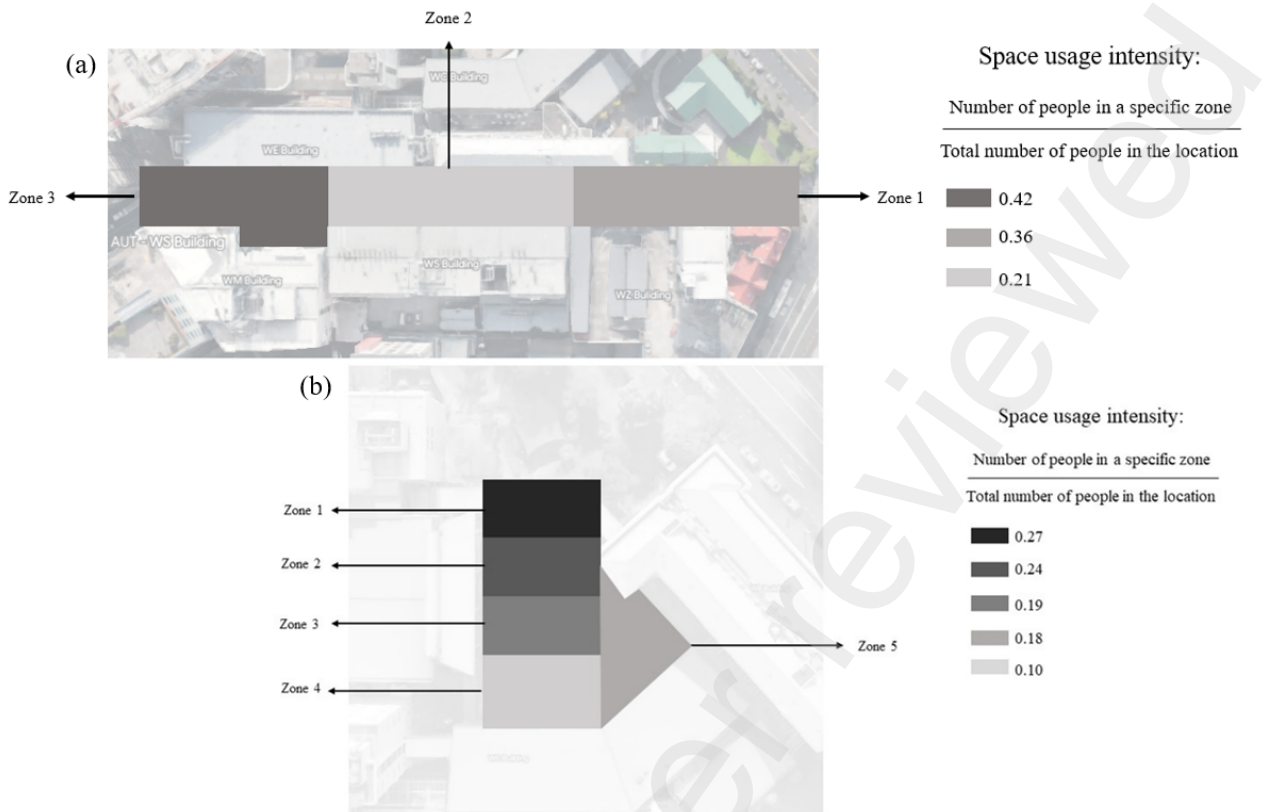 Zone 2
(a)
Space usage intensity:
Number of people in a specific zone
Total number of people in the location
WE Building
Zone 3
Zone 1
0.42
AUT - WS Building
0.36
WS Building
WM Building
0.21
WZ Building
(b)
Space usage intensity:
Number of people in a specific zone
Total number of people in the location
Zone 1
0.27
Zone 2
0.24
Zone 3
0.19
Zone 5
0.18
0.10
Zone 4
er reviewed